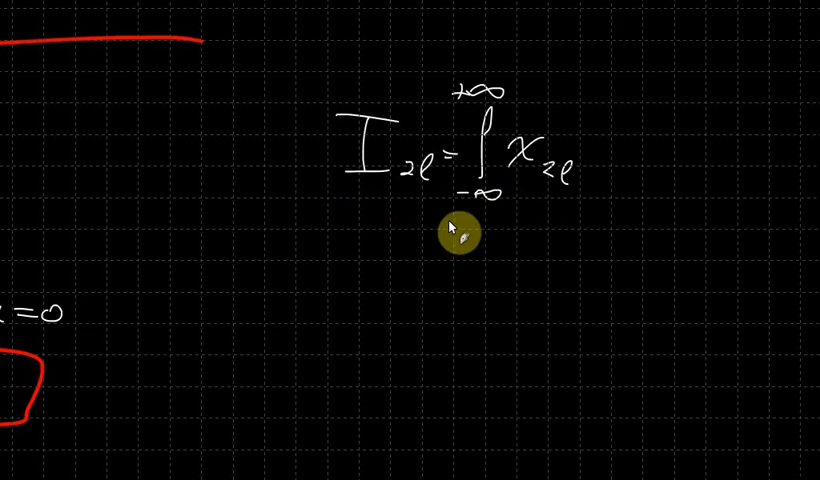 I₂ℓ = ∫₋∞⁺∞ x₂ℓ
=0